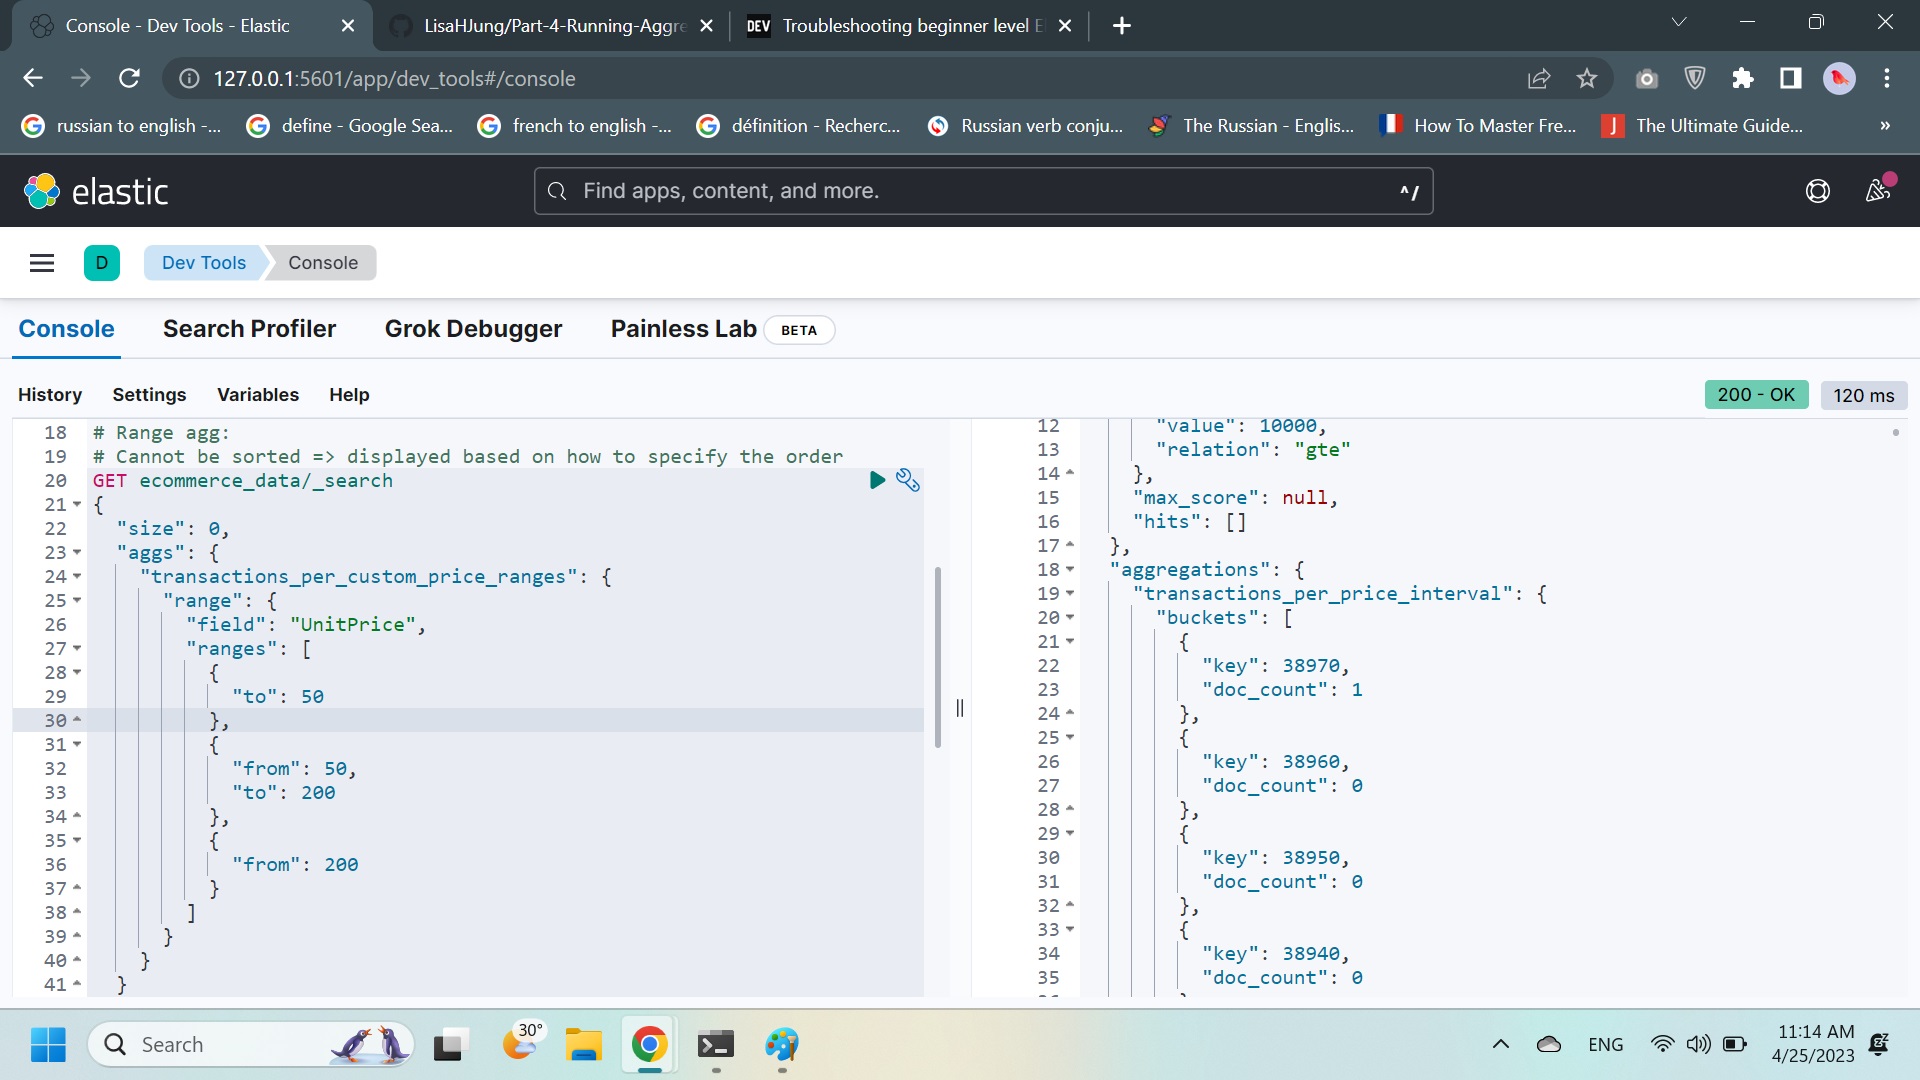 Console - Dev Tools - Elastic
LisaHJung/Part-4-Running-Aggre
DEV Troubleshooting beginner level E
127.0.0.1:5601/app/dev_tools#/console
russian to english -...
define - Google Sea...
french to english -...
définition - Recherc...
Russian verb conju...
The Russian - Englis...
How To Master Fre...
J The Ultimate Guide...
»
elastic
Find apps, content, and more.
^/
D
Dev Tools
Console
Console
Search Profiler
Grok Debugger
Painless Lab
BETA
History
Settings
Variables
Help
200 - OK
120 ms
18 # Range agg:
19 # Cannot be sorted => displayed based on how to specify the order
20 GET ecommerce_data/_search
21 {
22 "size": 0,
23 "aggs": {
24 "transactions_per_custom_price_ranges": {
25 "range": {
26 "field": "UnitPrice",
27 "ranges": [
28 {
29 "to": 50
30 },
31 {
32 "from": 50,
33 "to": 200
34 },
35 {
36 "from": 200
37 }
38 ]
39 }
40 }
41 }
12 "value": 10000,
13 "relation": "gte"
14 },
15 "max_score": null,
16 "hits": []
17 },
18 "aggregations": {
19 "transactions_per_price_interval": {
20 "buckets": [
21 {
22 "key": 38970,
23 "doc_count": 1
24 },
25 {
26 "key": 38960,
27 "doc_count": 0
28 },
29 {
30 "key": 38950,
31 "doc_count": 0
32 },
33 {
34 "key": 38940,
35 "doc_count": 0
Search
30°
ENG
11:14 AM
4/25/2023